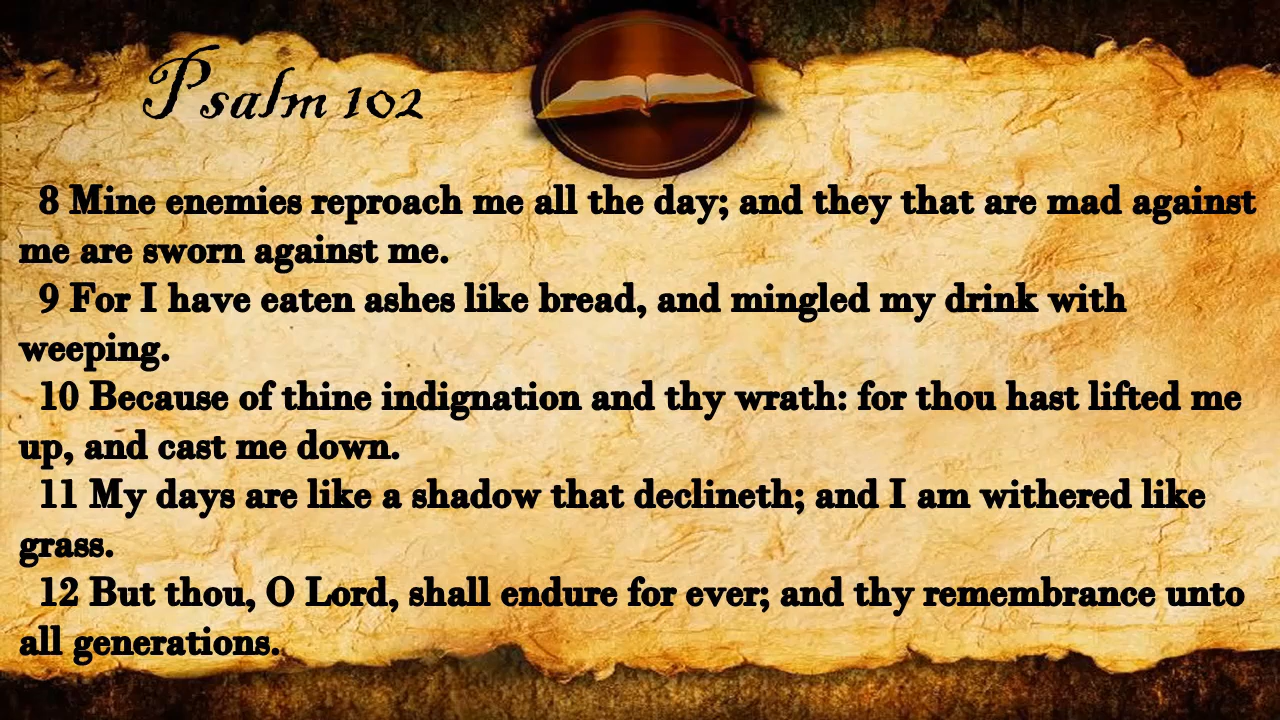 Psalm 102
8 Mine enemies reproach me all the day; and they that are mad against
me are sworn against me.
9 For I have eaten ashes like bread, and mingled my drink with
weeping.
10 Because of thine indignation and thy wrath: for thou hast lifted me
up, and cast me down.
11 My days are like a shadow that declineth; and I am withered like
grass.
12 But thou, O Lord, shall endure for ever; and thy remembrance unto
all generations.